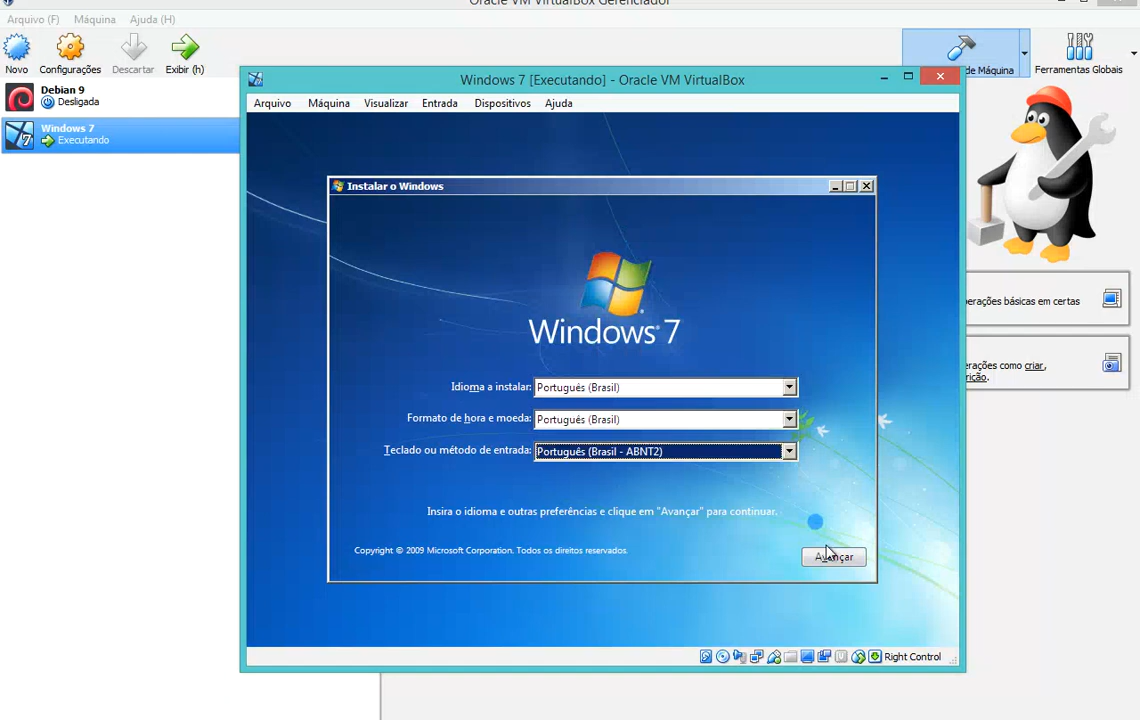 Oracle VM VirtualBox Gerenciador
Arquivo (F) Máquina Ajuda (H)
Novo Configurações Descartar Exibir (h)
de Máquina Ferramentas Globais
Debian 9
Desligada
Windows 7
Executando
Windows 7 [Executando] - Oracle VM VirtualBox
Arquivo Máquina Visualizar Entrada Dispositivos Ajuda
Instalar o Windows
Windows 7
Idioma a instalar: Português (Brasil)
Formato de hora e moeda: Português (Brasil)
Teclado ou método de entrada: Português (Brasil - ABNT2)
Insira o idioma e outras preferências e clique em "Avançar" para continuar.
Copyright © 2009 Microsoft Corporation. Todos os direitos reservados.
Avançar
perações básicas em certas
erações como criar,
rição.
Right Control